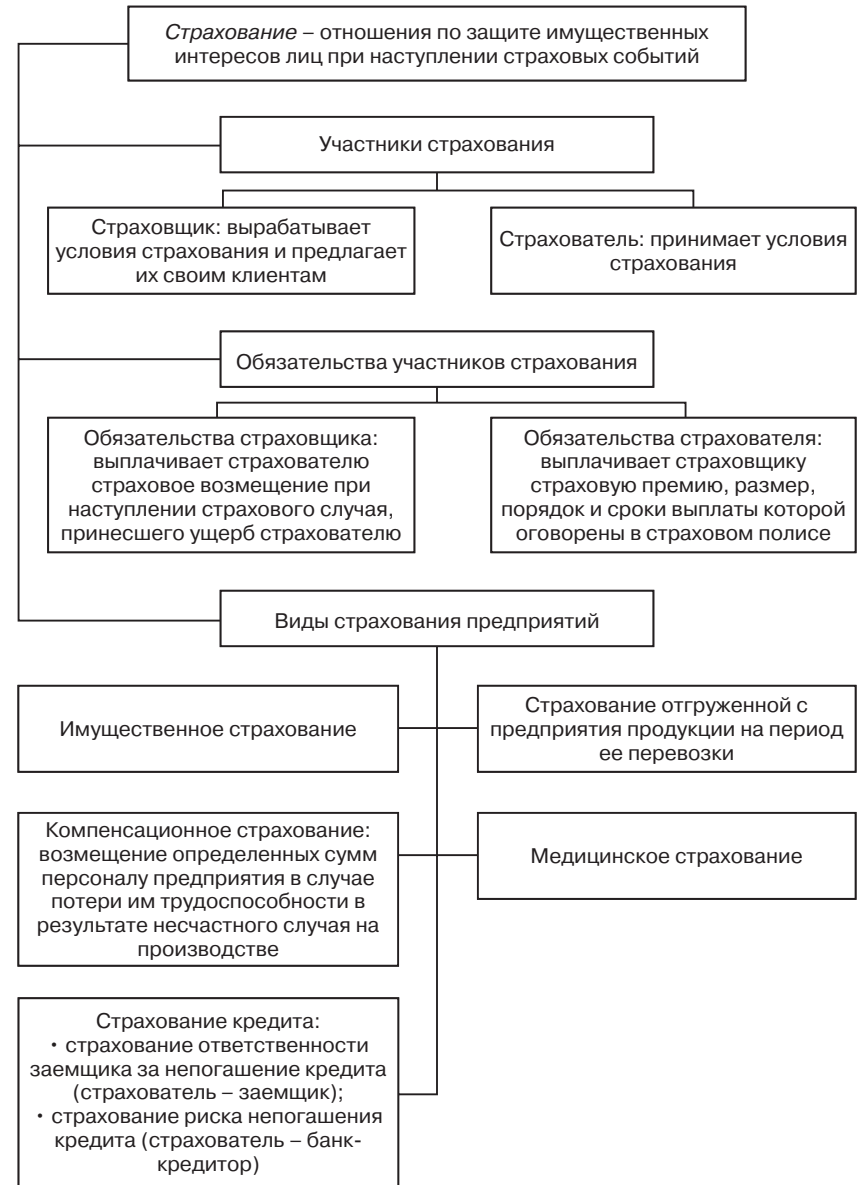 Страхование – отношения по защите имущественных
интересов лиц при наступлении страховых событий
Участники страхования
Страховщик: вырабатывает
условия страхования и предлагает
их своим клиентам
Страхователь: принимает условия
страхования
Обязательства участников страхования
Обязательства страховщика:
выплачивает страхователю
страховое возмещение при
наступлении страхового случая,
принесшего ущерб страхователю
Обязательства страхователя:
выплачивает страховщику
страховую премию, размер,
порядок и сроки выплаты которой
оговорены в страховом полисе
Виды страхования предприятий
Имущественное страхование
Страхование отгруженной с
предприятия продукции на период
ее перевозки
Компенсационное страхование:
возмещение определенных сумм
персоналу предприятия в случае
потери им трудоспособности в
результате несчастного случая на
производстве
Медицинское страхование
Страхование кредита:
• страхование ответственности
заемщика за непогашение кредита
(страхователь – заемщик);
• страхование риска непогашения
кредита (страхователь – банк-
кредитор)